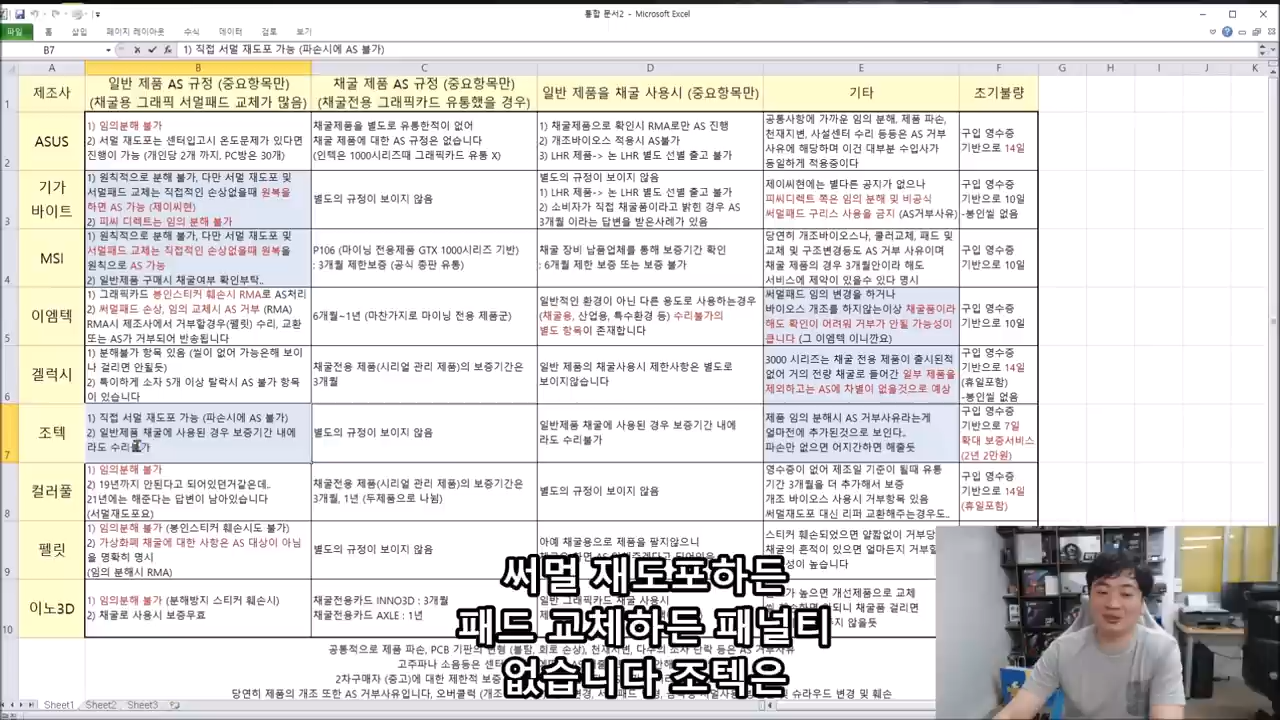 통합 문서2 - Microsoft Excel
파일 홈 삽입 페이지 레이아웃 수식 데이터 검토 보기
B7 fx 1) 직접 서멀 재도포 가능 (파손시에 AS 불가)
A B C D E F G H I J K
1
제조사
일반 제품 AS 규정 (중요항목만)
(채굴용 그래픽 서멀패드 교체가 많음)
채굴 제품 AS 규정 (중요항목만)
(채굴전용 그래픽카드 유통했을 경우)
일반 제품을 채굴 사용시 (중요항목만)
기타
조기불량
2
ASUS
1) 임의분해 불가
2) 서멀 재도포는 센터입고시 온도문제가 있다면
진행이 가능 (개인당 2개 까지, PC방은 30개)
채굴제품을 별도로 유통한적이 없어
채굴 제품에 대한 AS 규정은 없습니다
(인텍은 1000시리즈때 그래픽카드 유통 X)
1) 채굴제품으로 확인시 RMA로만 AS 진행
2) 개조바이오스 적용시 AS불가
3) LHR 제품-> 논 LHR 별도 선별 출고 불가
공통사항에 가까운 임의 분해, 제품 파손,
천재지변, 사설센터 수리 등등은 AS 거부
사유에 해당하며 이건 대부분 수입사가
동일하게 적용중이다
구입 영수증
기반으로 14일
3
기가
바이트
1) 원칙적으로 분해 불가, 다만 서멀 재도포 및
서멀패드 교체는 직접적인 손상없을때 원복을
하면 AS 가능 (제이씨현)
2) 피씨 디렉트는 임의 분해 불가
별도의 규정이 보이지 않음
별도의 규정이 보이지 않음
1) LHR 제품-> 논 LHR 별도 선별 출고 불가
2) 소비자가 직접 채굴품이라고 밝힌 경우 AS
3개월 이라는 답변을 받은사례가 있음
제이씨현에는 별다른 공지가 없으나
피씨디렉트 쪽은 임의 분해 및 비공식
써멀패드 구리스 사용을 금지 (AS거부사유)
구입 영수증
기반으로 10일
-봉인씰 없음
4
MSI
1) 원칙적으로 분해 불가, 다만 서멀 재도포 및
서멀패드 교체는 직접적인 손상없을때 원복을
원칙으로 AS 가능
2) 일반제품 구매시 채굴여부 확인부탁..
P106 (마이닝 전용제품 GTX 1000시리즈 기반)
: 3개월 제한보증 (공식 총판 유통)
채굴 장비 납품업체를 통해 보증기간 확인
: 6개월 제한 보증 또는 보증 불가
당연히 개조바이오나, 쿨러교체, 패드 및
교체 및 구조변경등도 AS 거부 사유이며
채굴 제품의 경우 3개월안이라 해도
서비스에 제약이 있을수 있다 명시
구입 영수증
기반으로 10일
5
이엠텍
1) 그래픽카드 봉인스티커 훼손시 RMA로 AS처리
2) 써멀패드 손상, 임의 교체시 AS 거부 (RMA)
RMA시 제조사에서 거부할경우(펠릿) 수리, 교환
또는 AS가 거부되어 반송됩니다
6개월~1년 (마찬가지로 마이닝 전용 제품군)
일반적인 환경이 아닌 다른 용도로 사용하는경우
(채굴용, 산업용, 특수환경 등) 수리불가의
별도 항목이 존재합니다
써멀패드 임의 변경을 하거나
바이오스 개조를 하지않는이상 채굴품이라
해도 확인이 어려워 거부가 안될 가능성이
큽니다 (그 이엠텍 이니깐요)
구입 영수증
기반으로 10일
6
겔럭시
1) 분해불가 항목 있음 (씰이 없어 가능은해 보이
나 걸리면 안될듯)
2) 특이하게 소자 5개 이상 탈락시 AS 불가 항목
이 있습니다
채굴전용 제품(시리얼 관리 제품)의 보증기간은
3개월
일반 제품의 채굴사용시 제한사항은 별도로
보이지않습니다
3000 시리즈는 채굴 전용 제품이 출시된적
없어 거의 전량 채굴로 들어간 일부 제품을
제외하고는 AS에 차별이 없을것으로 예상
구입 영수증
기반으로 14일
(휴일포함)
-봉인씰 없음
7
조텍
1) 직접 서멀 재도포 가능 (파손시에 AS 불가)
2) 일반제품 채굴에 사용된 경우 보증기간 내에
라도 수리불가
별도의 규정이 보이지 않음
일반제품 채굴에 사용된 경우 보증기간 내에
라도 수리불가
제품 임의 분해시 AS 거부사유라는게
얼마전에 추가된것으로 보인다..
파손만 없으면 어지간하면 해줄듯
구입 영수증
기반으로 7일
확대 보증서비스
(2년 2만원)
8
컬러풀
1) 임의분해 불가
2) 19년까지 안된다고 되어있던거같은데..
21년에는 해준다는 답변이 남아있습니다
(서멀재도포요)
채굴전용 제품(시리얼 관리 제품)의 보증기간은
3개월, 1년 (두제품으로 나뉨)
별도의 규정이 보이지 않음
영수증이 없어 제조일 기준이 될때 유통
기간 3개월을 더 추가해서 보증
개조 바이오스 사용시 거부항목 있음
써멀재도포 대신 리퍼 교환해주는경우도..
구입 영수증
기반으로 14일
(휴일포함)
9
펠릿
1) 임의분해 불가 (봉인스티커 훼손시도 불가)
2) 가상화폐 채굴에 대한 사항은 AS 대상이 아님
을 명확히 명시
(임의 분해시 RMA)
별도의 규정이 보이지 않음
아예 채굴용으로 제품을 팔지않으니
스티커 훼손되었으면 얄짤없이 거부당
채굴의 흔적이 있으면 얼마든지 거부할
성이 높습니다
10
이노3D
1) 임의분해 불가 (분해방지 스티커 훼손시)
2) 채굴로 사용시 보증무효
채굴전용카드 INNO3D : 3개월
채굴전용카드 AXLE : 1년
일반 그래픽카드 채굴 사용시
높으면 개선제품으로 교체
써멀 재도포하든
패드 교체하든 패널티
없습니다 조텍은
Sheet1 Sheet2 Sheet3